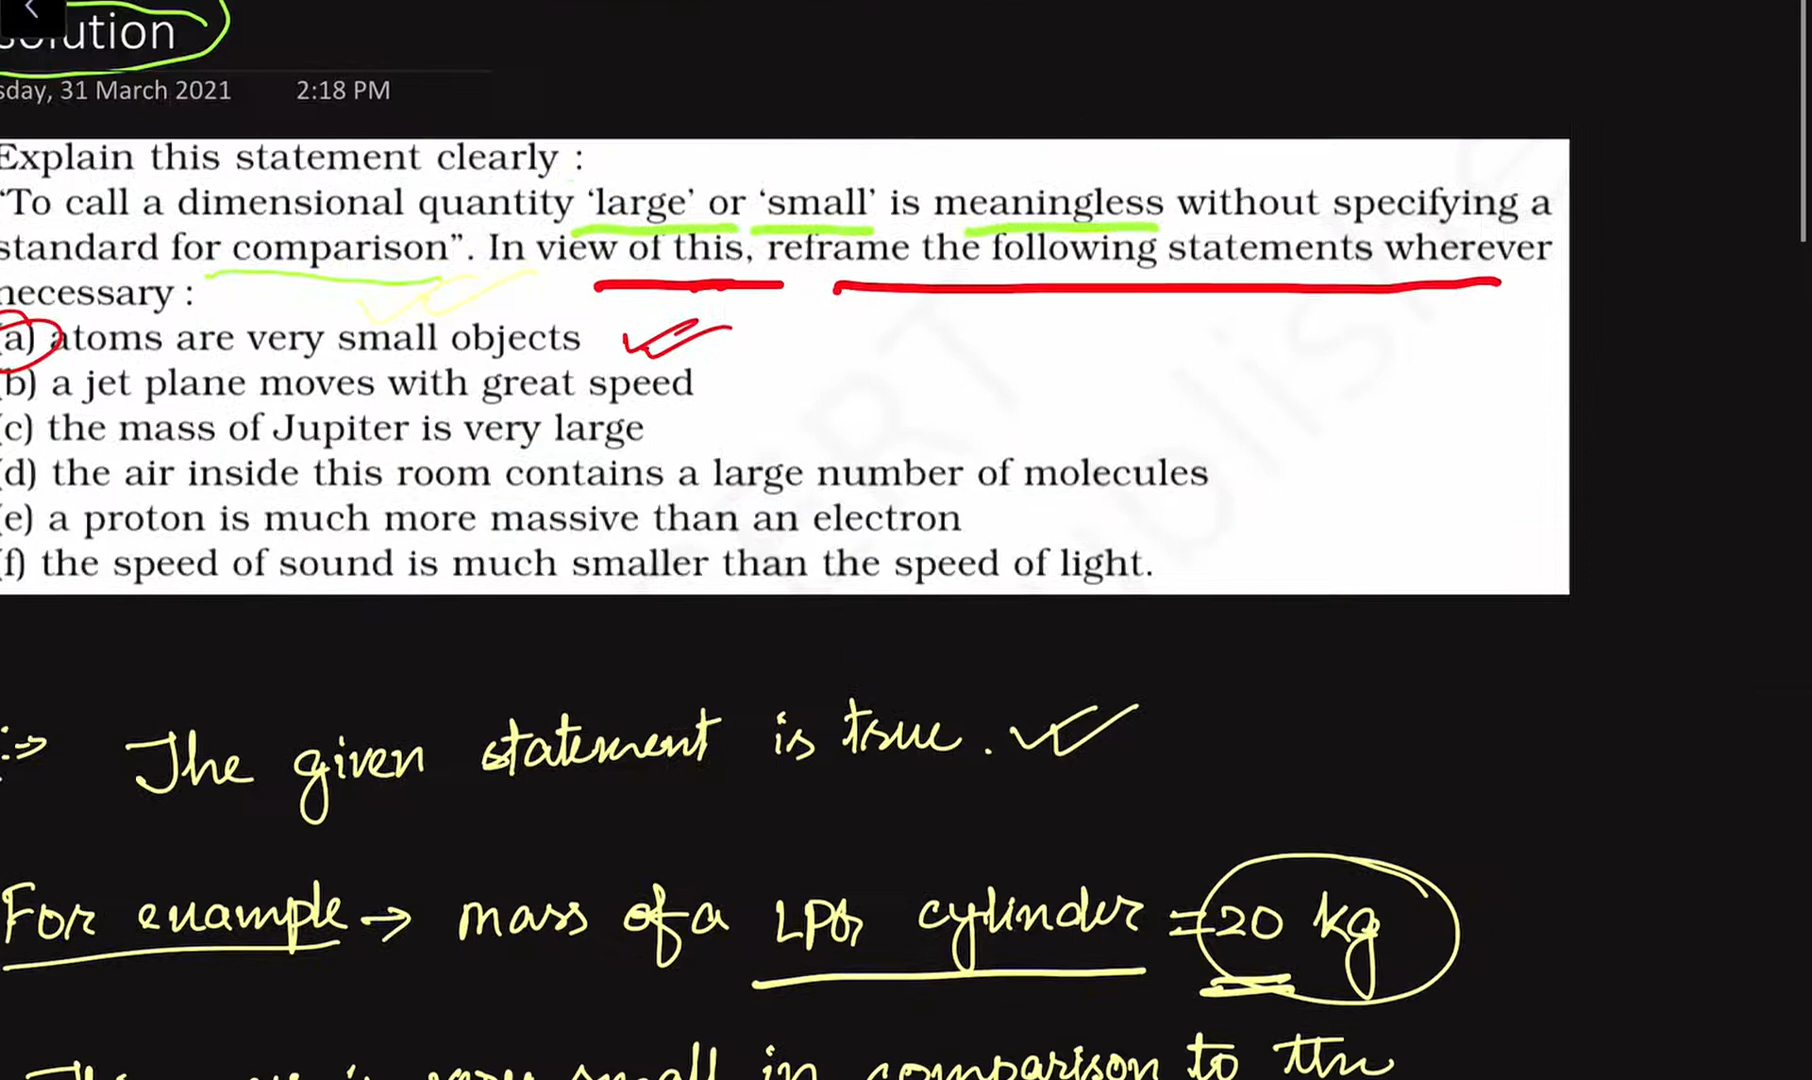 solution
sday, 31 March 2021 2:18 PM
Explain this statement clearly :
“To call a dimensional quantity ‘large’ or ‘small’ is meaningless without specifying a
standard for comparison”. In view of this, reframe the following statements wherever
necessary :
(a) atoms are very small objects
(b) a jet plane moves with great speed
(c) the mass of Jupiter is very large
(d) the air inside this room contains a large number of molecules
(e) a proton is much more massive than an electron
(f) the speed of sound is much smaller than the speed of light.
:→ The given statement is true.
For example → mass of a LPG cylinder = 20 kg
very small in comparison to the